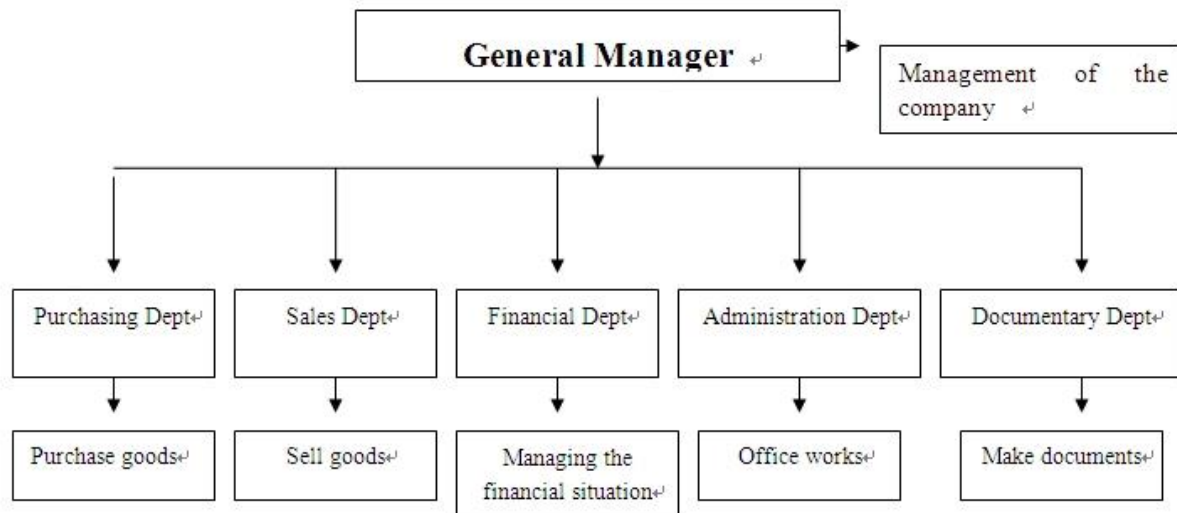 General Manager
Management of the
company
Purchasing Dept
Sales Dept
Financial Dept
Administration Dept
Documentary Dept
Purchase goods
Sell goods
Managing the
financial situation
Office works
Make documents